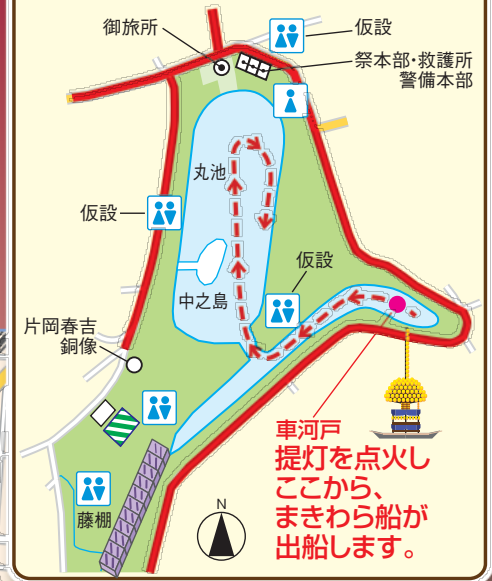 御旅所
仮設
祭本部・救護所
警備本部
丸池
仮設
仮設
中之島
片岡春吉
銅像
車河戸
提灯を点火し
ここから、
まきわら船が
出船します。
藤棚
N